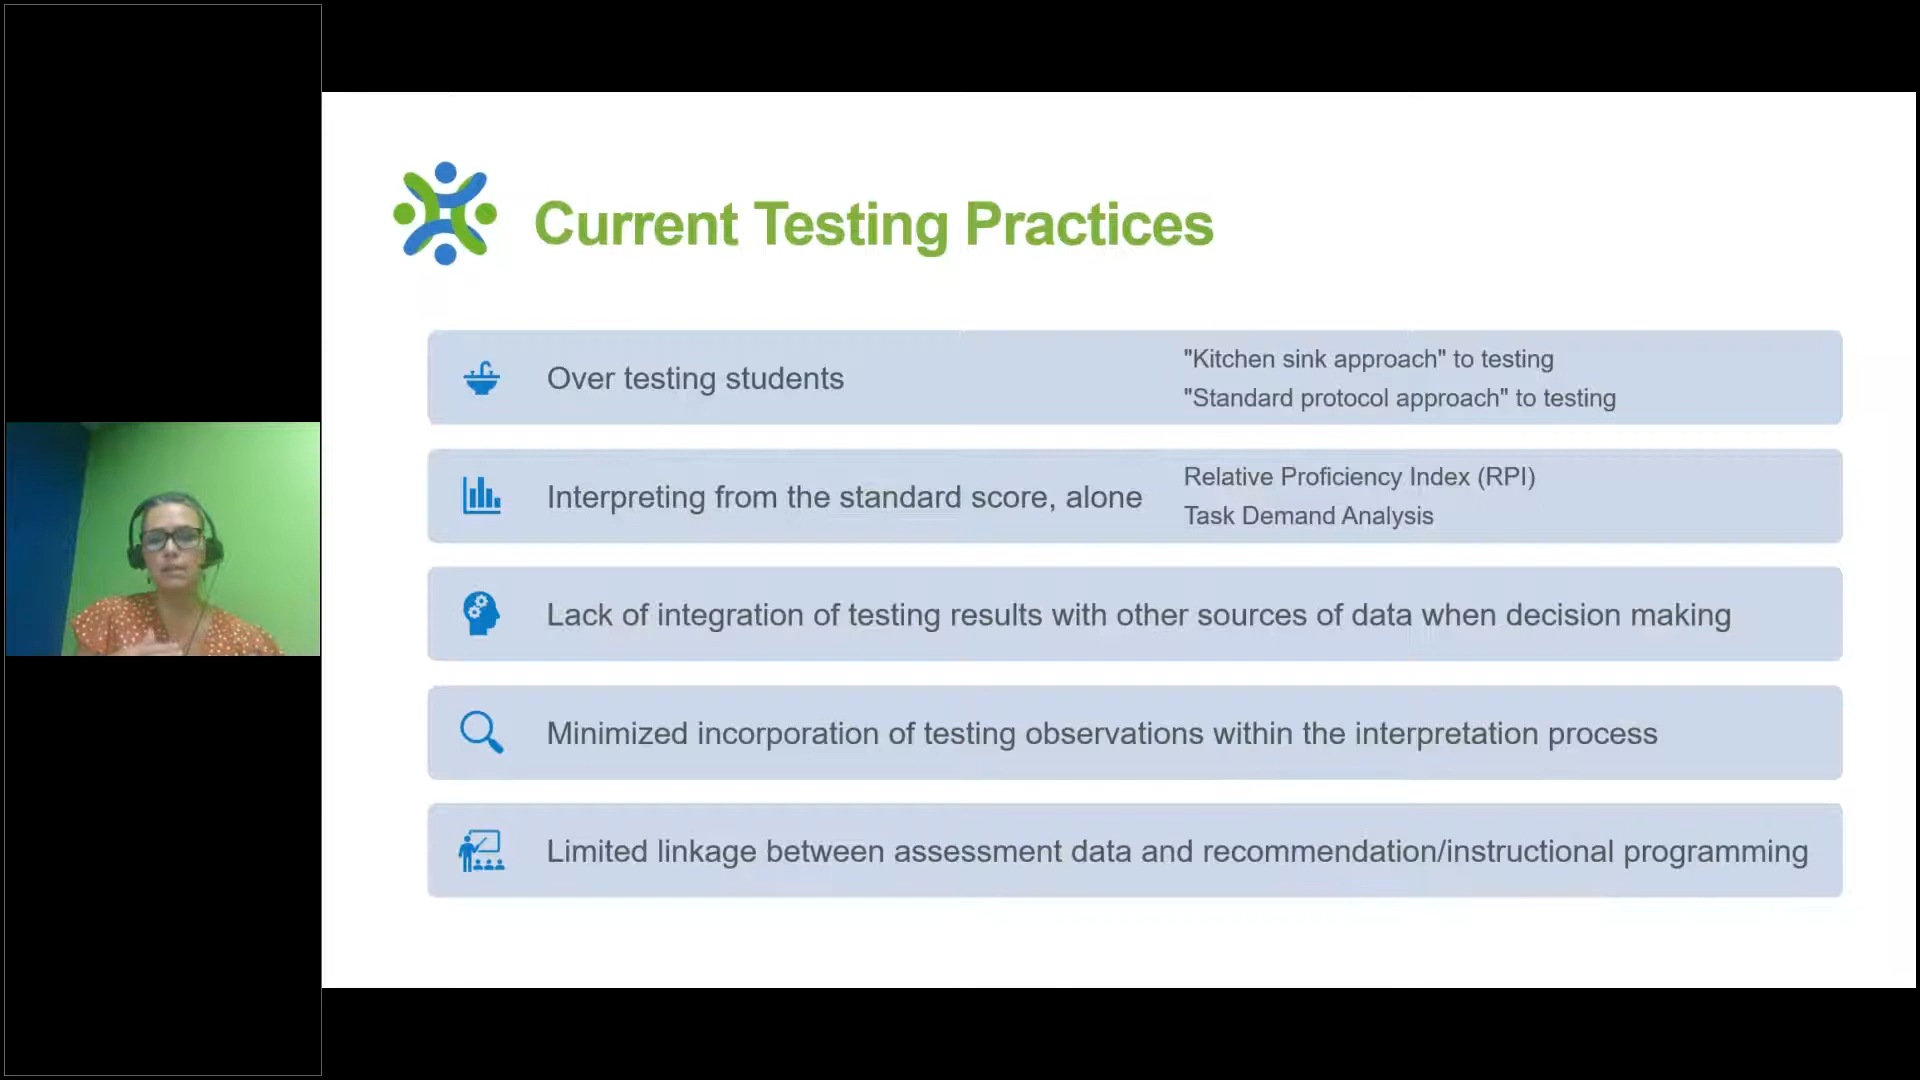 Current Testing Practices
Over testing students
"Kitchen sink approach" to testing
"Standard protocol approach" to testing
Interpreting from the standard score, alone
Relative Proficiency Index (RPI)
Task Demand Analysis
Lack of integration of testing results with other sources of data when decision making
Minimized incorporation of testing observations within the interpretation process
Limited linkage between assessment data and recommendation/instructional programming